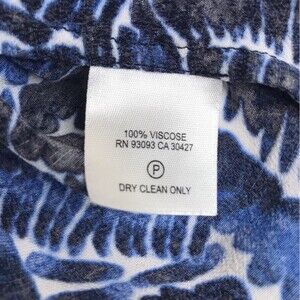 100% VISCOSE
RN 93093 CA 30427
P
DRY CLEAN ONLY